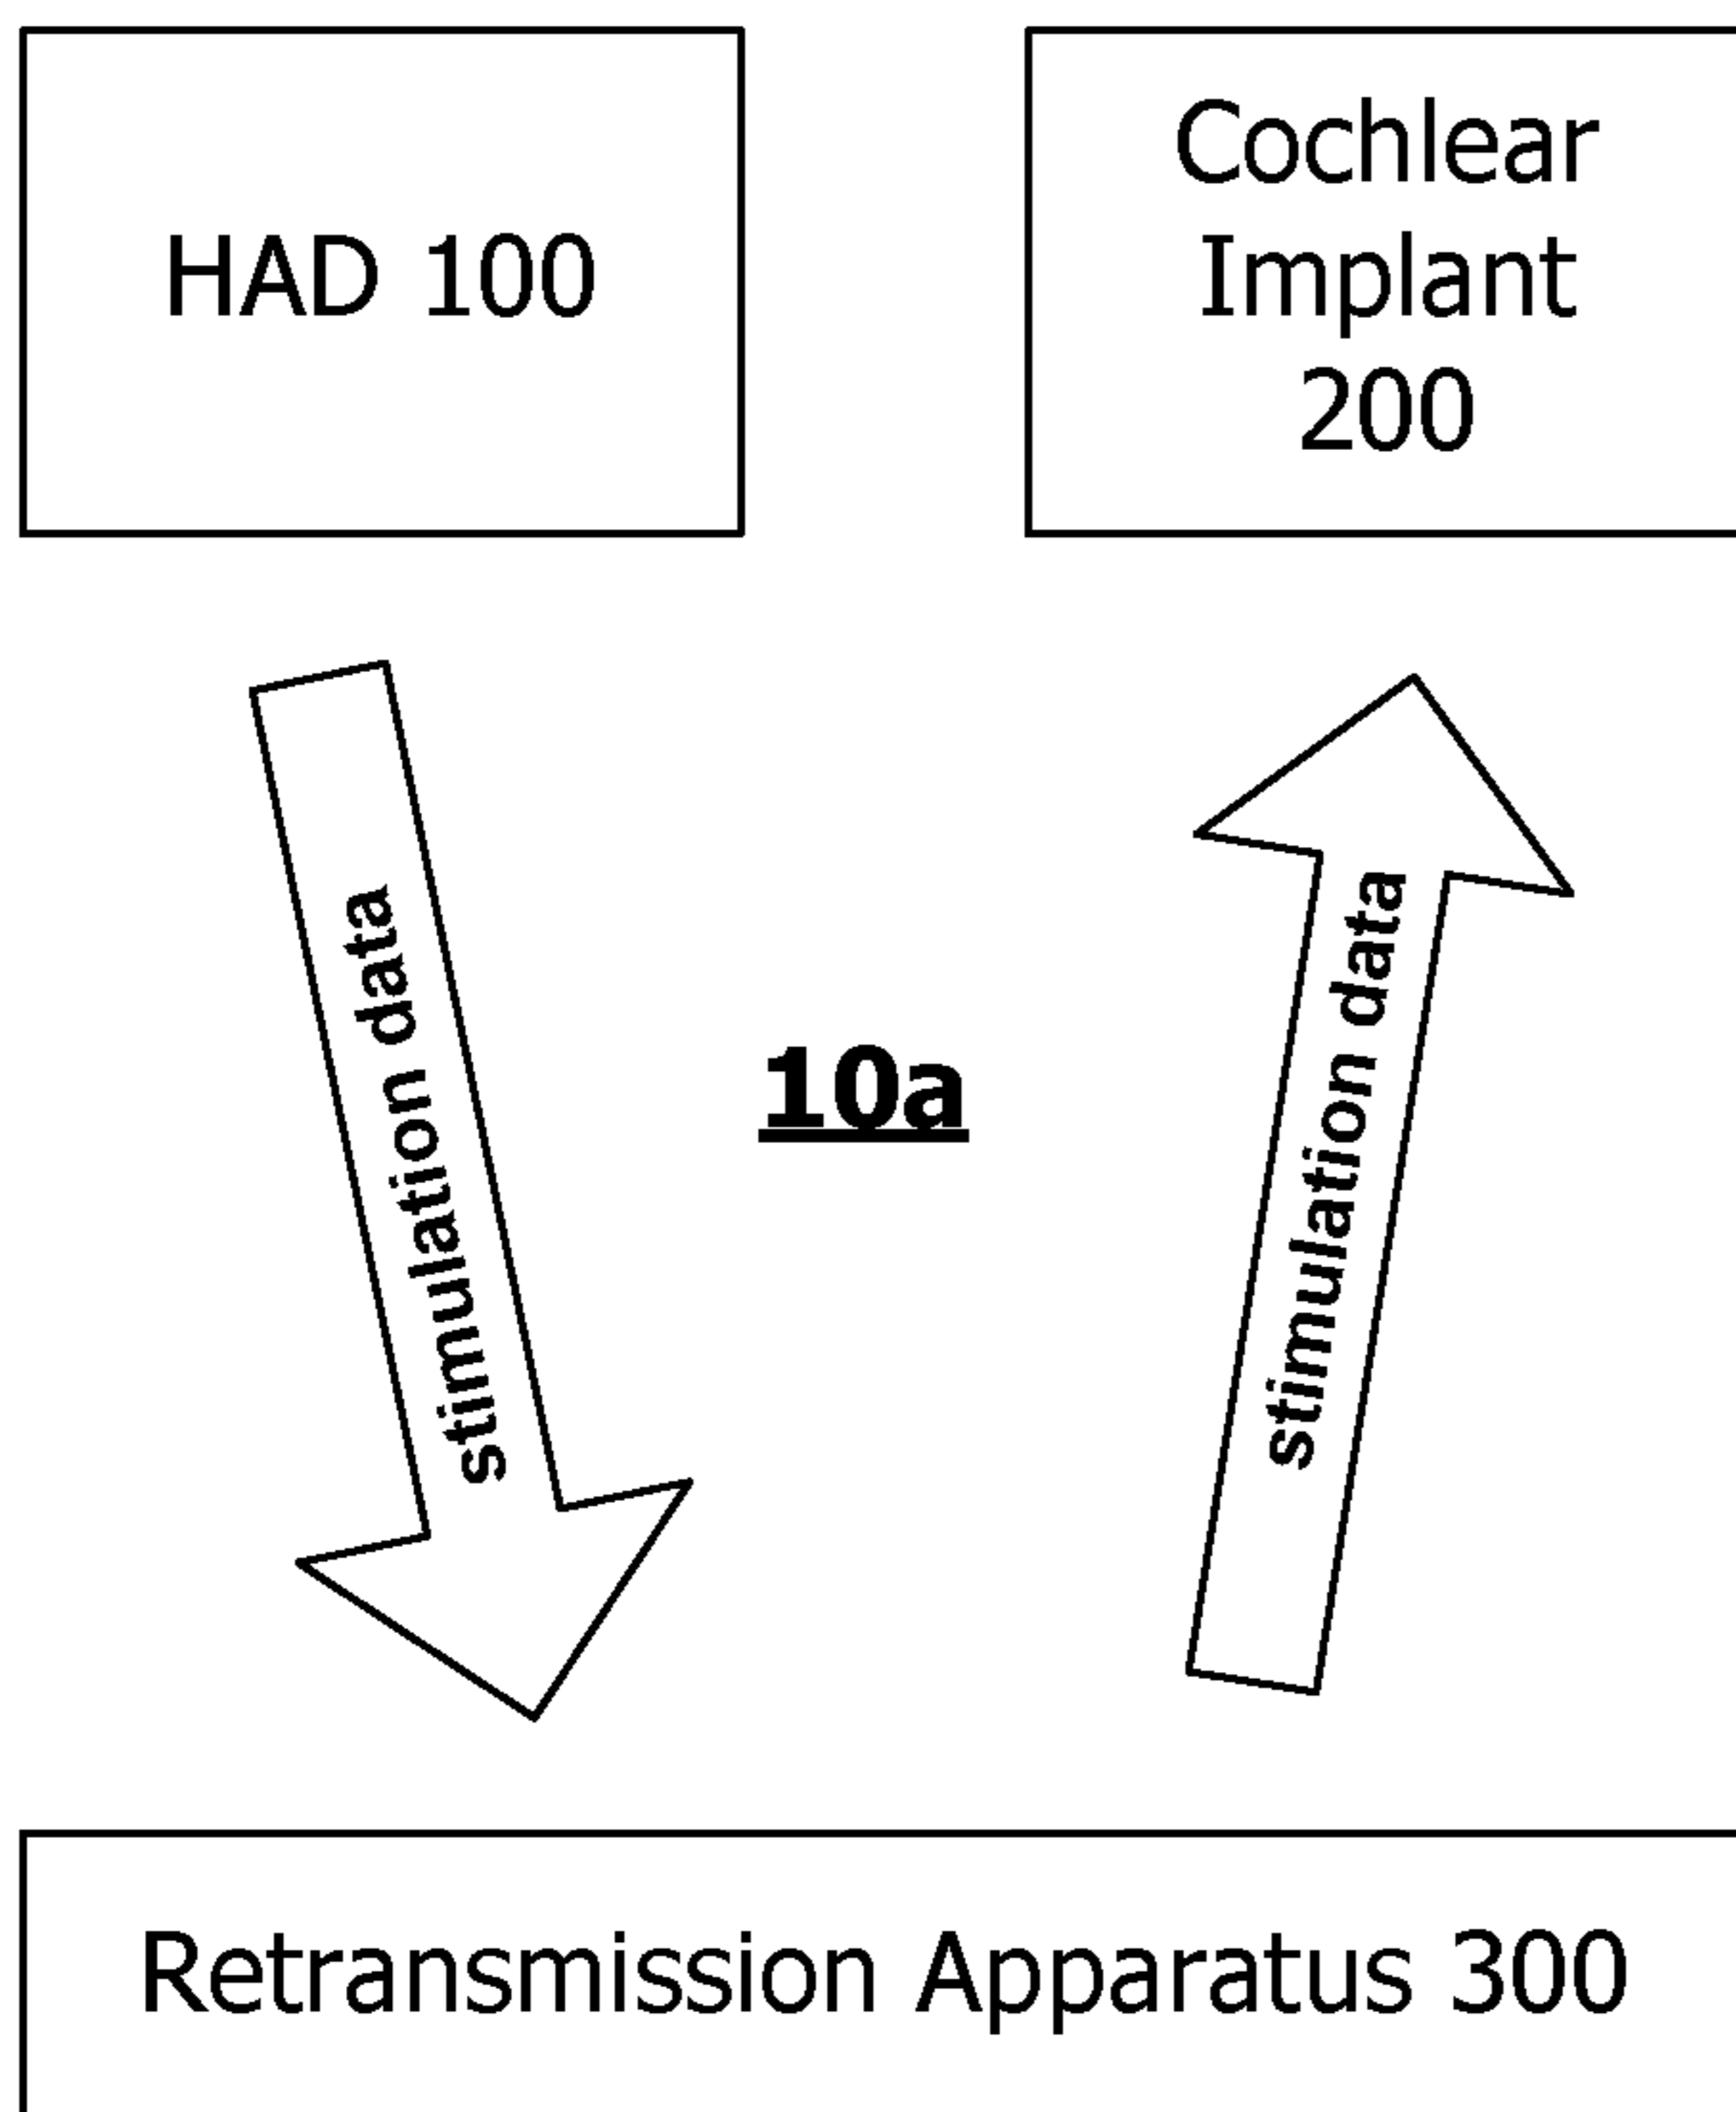 HAD 100
Cochlear
Implant
200
stimulation data
10a
stimulation data
Retransmission Apparatus 300